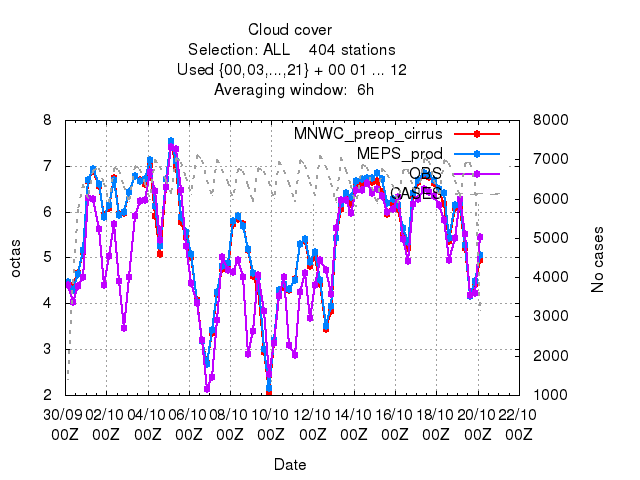 Cloud cover
Selection: ALL    404 stations
Used {00,03,...,21} + 00 01 ... 12
Averaging window:  6h
8 8000
MNWC_preop_cirrus
MEPS_prod
7 7000
OBS
CASES
6 6000
5 5000
octas No cases
4 4000
3 3000
2 2000
1000
30/09 02/10 04/10 06/10 08/10 10/10 12/10 14/10 16/10 18/10 20/10 22/10
00Z 00Z 00Z 00Z 00Z 00Z 00Z 00Z 00Z 00Z 00Z 00Z
Date